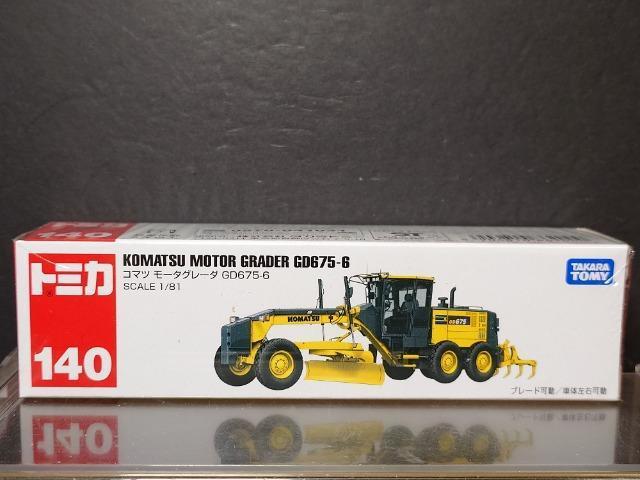 トミカ
140
KOMATSU MOTOR GRADER GD675-6
コマツ モータグレーダ GD675-6
SCALE 1/81
TAKARA
TOMY
KOMATSU
GD675
ブレード可動/車体左右可動
140